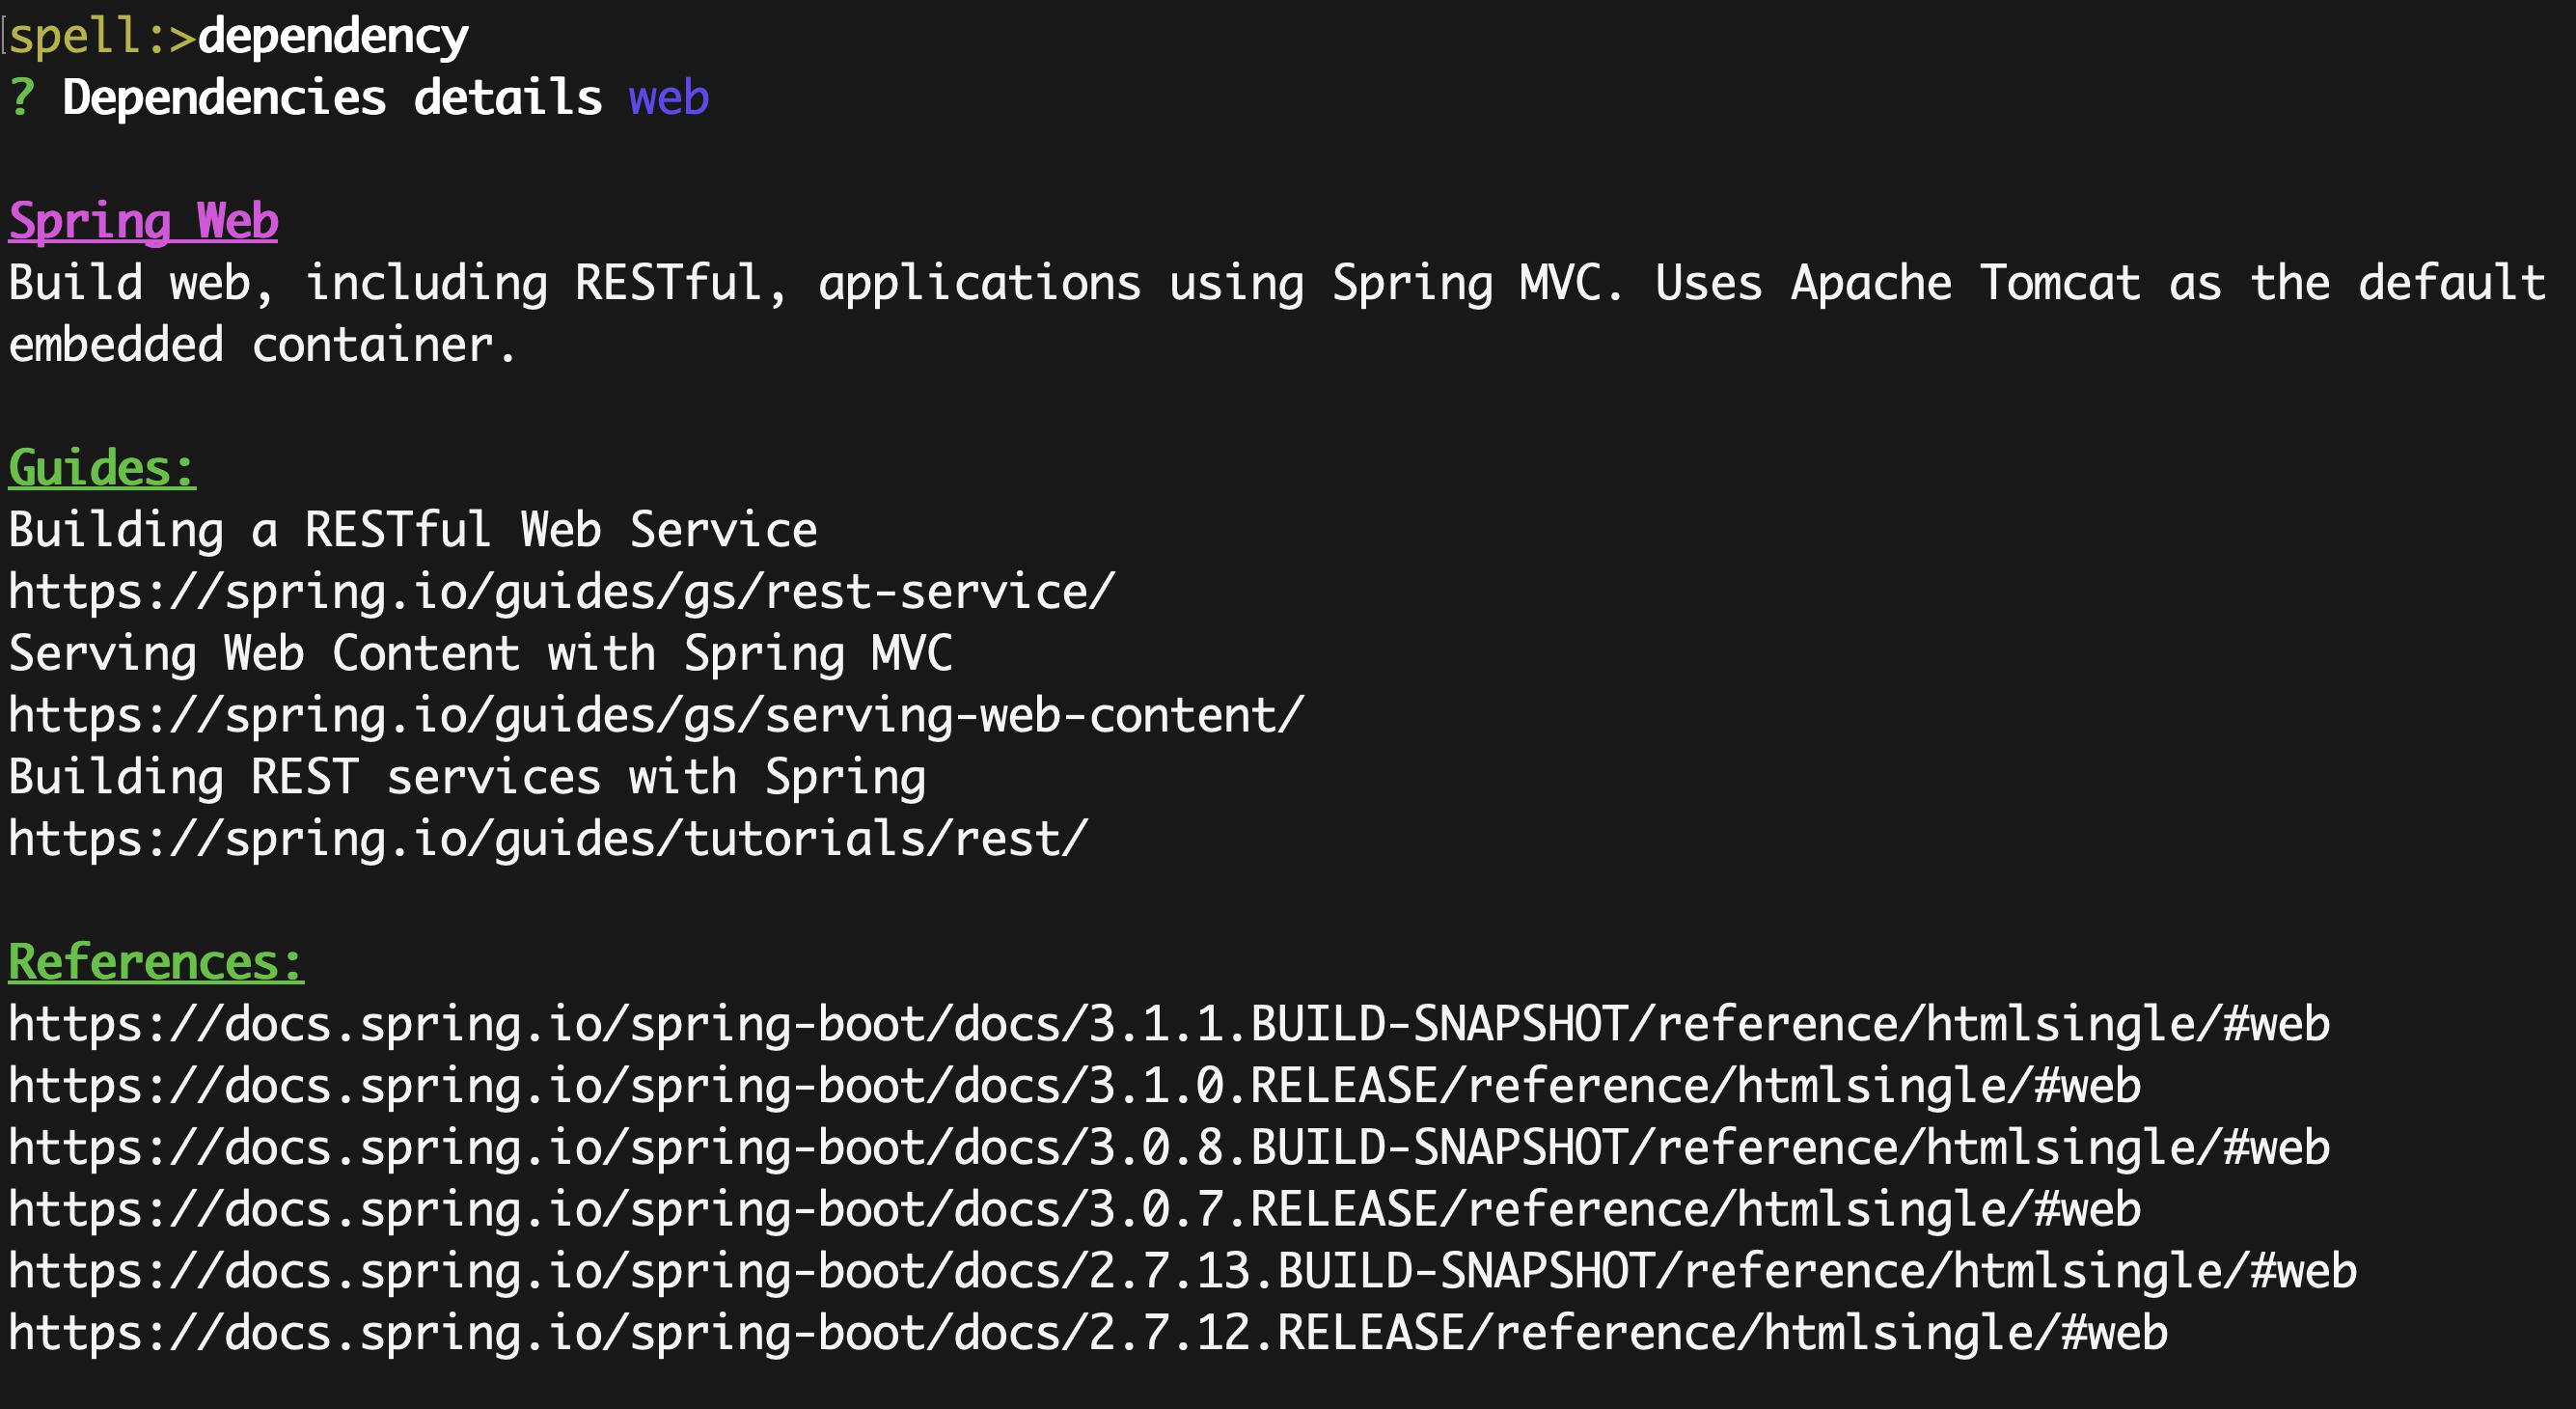 spell:>dependency
? Dependencies details web
Spring Web
Build web, including RESTful, applications using Spring MVC. Uses Apache Tomcat as the default
embedded container.
Guides:
Building a RESTful Web Service
https://spring.io/guides/gs/rest-service/
Serving Web Content with Spring MVC
https://spring.io/guides/gs/serving-web-content/
Building REST services with Spring
https://spring.io/guides/tutorials/rest/
References:
https://docs.spring.io/spring-boot/docs/3.1.1.BUILD-SNAPSHOT/reference/htmlsingle/#web
https://docs.spring.io/spring-boot/docs/3.1.0.RELEASE/reference/htmlsingle/#web
https://docs.spring.io/spring-boot/docs/3.0.8.BUILD-SNAPSHOT/reference/htmlsingle/#web
https://docs.spring.io/spring-boot/docs/3.0.7.RELEASE/reference/htmlsingle/#web
https://docs.spring.io/spring-boot/docs/2.7.13.BUILD-SNAPSHOT/reference/htmlsingle/#web
https://docs.spring.io/spring-boot/docs/2.7.12.RELEASE/reference/htmlsingle/#web